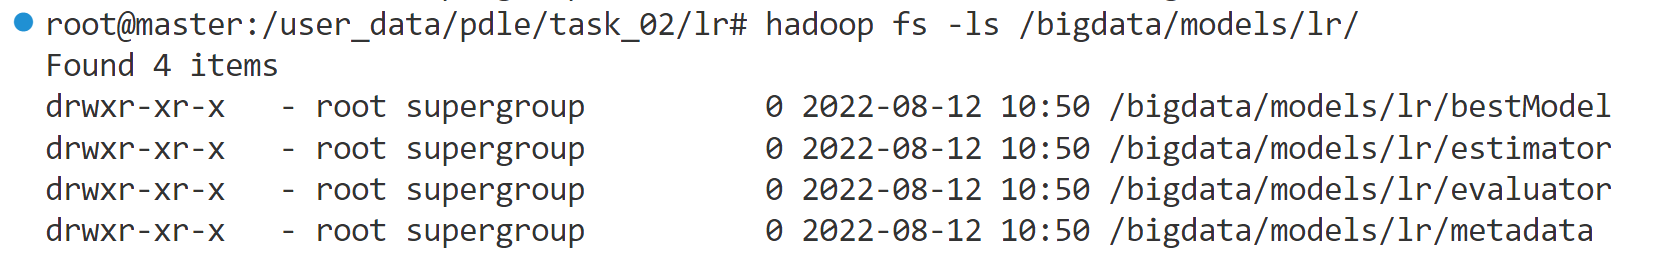 root@master:/user_data/pdle/task_02/lr# hadoop fs -ls /bigdata/models/lr/
Found 4 items
drwxr-xr-x   - root supergroup          0 2022-08-12 10:50 /bigdata/models/lr/bestModel
drwxr-xr-x   - root supergroup          0 2022-08-12 10:50 /bigdata/models/lr/estimator
drwxr-xr-x   - root supergroup          0 2022-08-12 10:50 /bigdata/models/lr/evaluator
drwxr-xr-x   - root supergroup          0 2022-08-12 10:50 /bigdata/models/lr/metadata